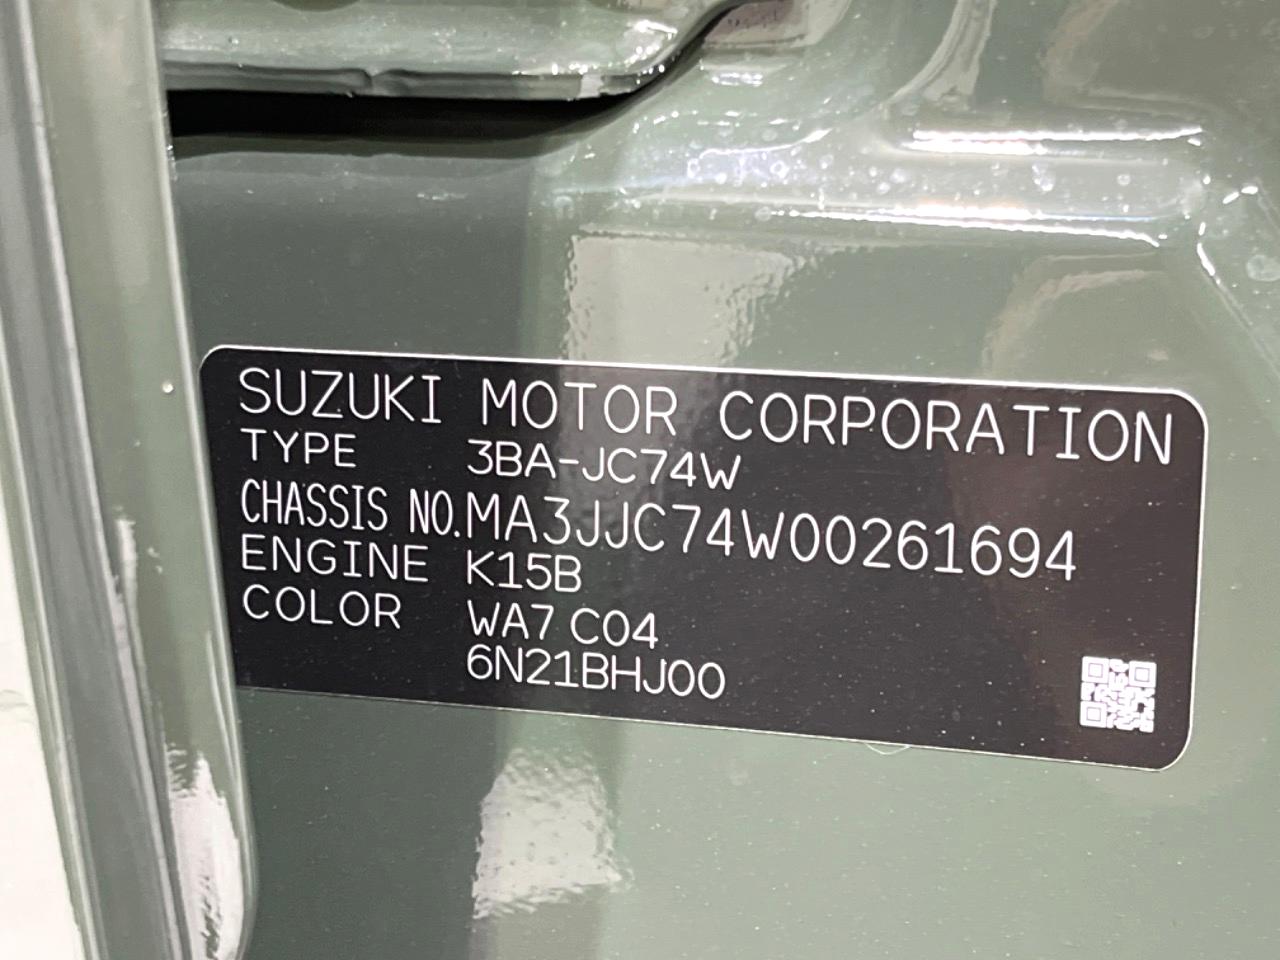 SUZUKI MOTOR CORPORATION
TYPE 3BA-JC74W
CHASSIS NO. MA3JJC74W00261694
ENGINE K15B
COLOR WA7 C04
6N21BHJ00